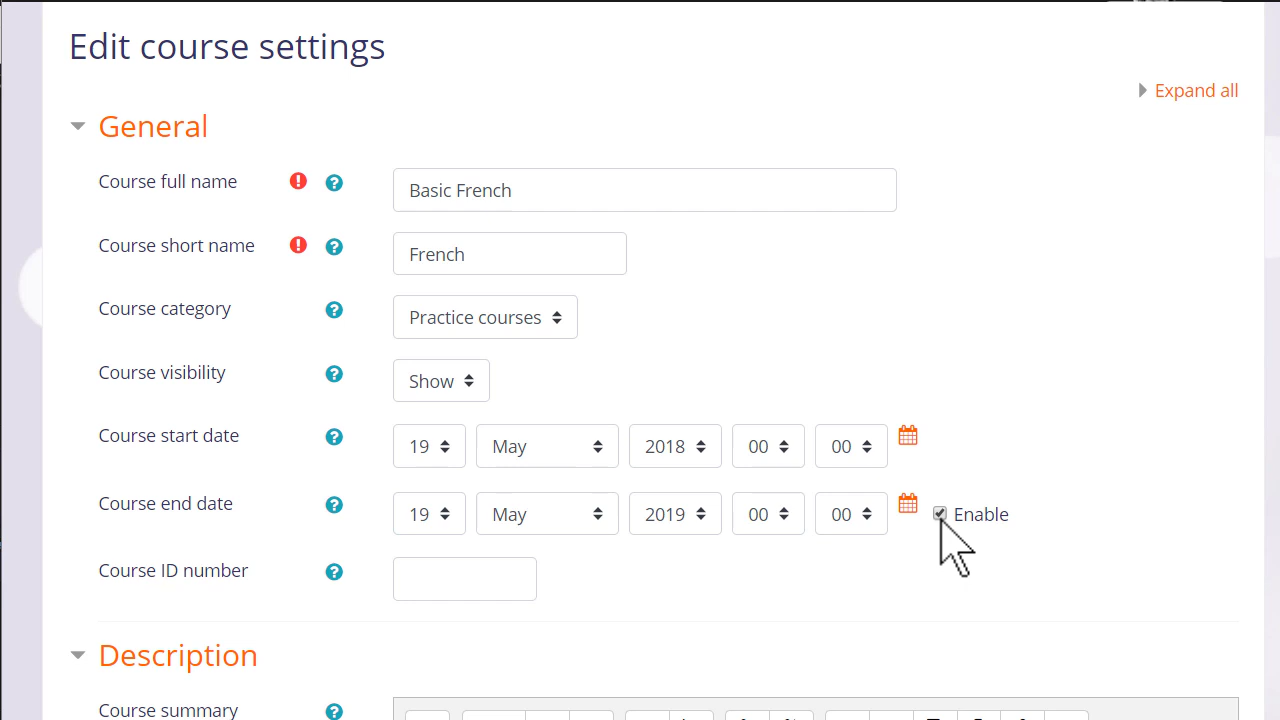 Edit course settings
Expand all
General
Course full name Basic French
Course short name French
Course category Practice courses
Course visibility Show
Course start date 19 May 2018 00 00
Course end date 19 May 2019 00 00 Enable
Course ID number
Description
Course summary